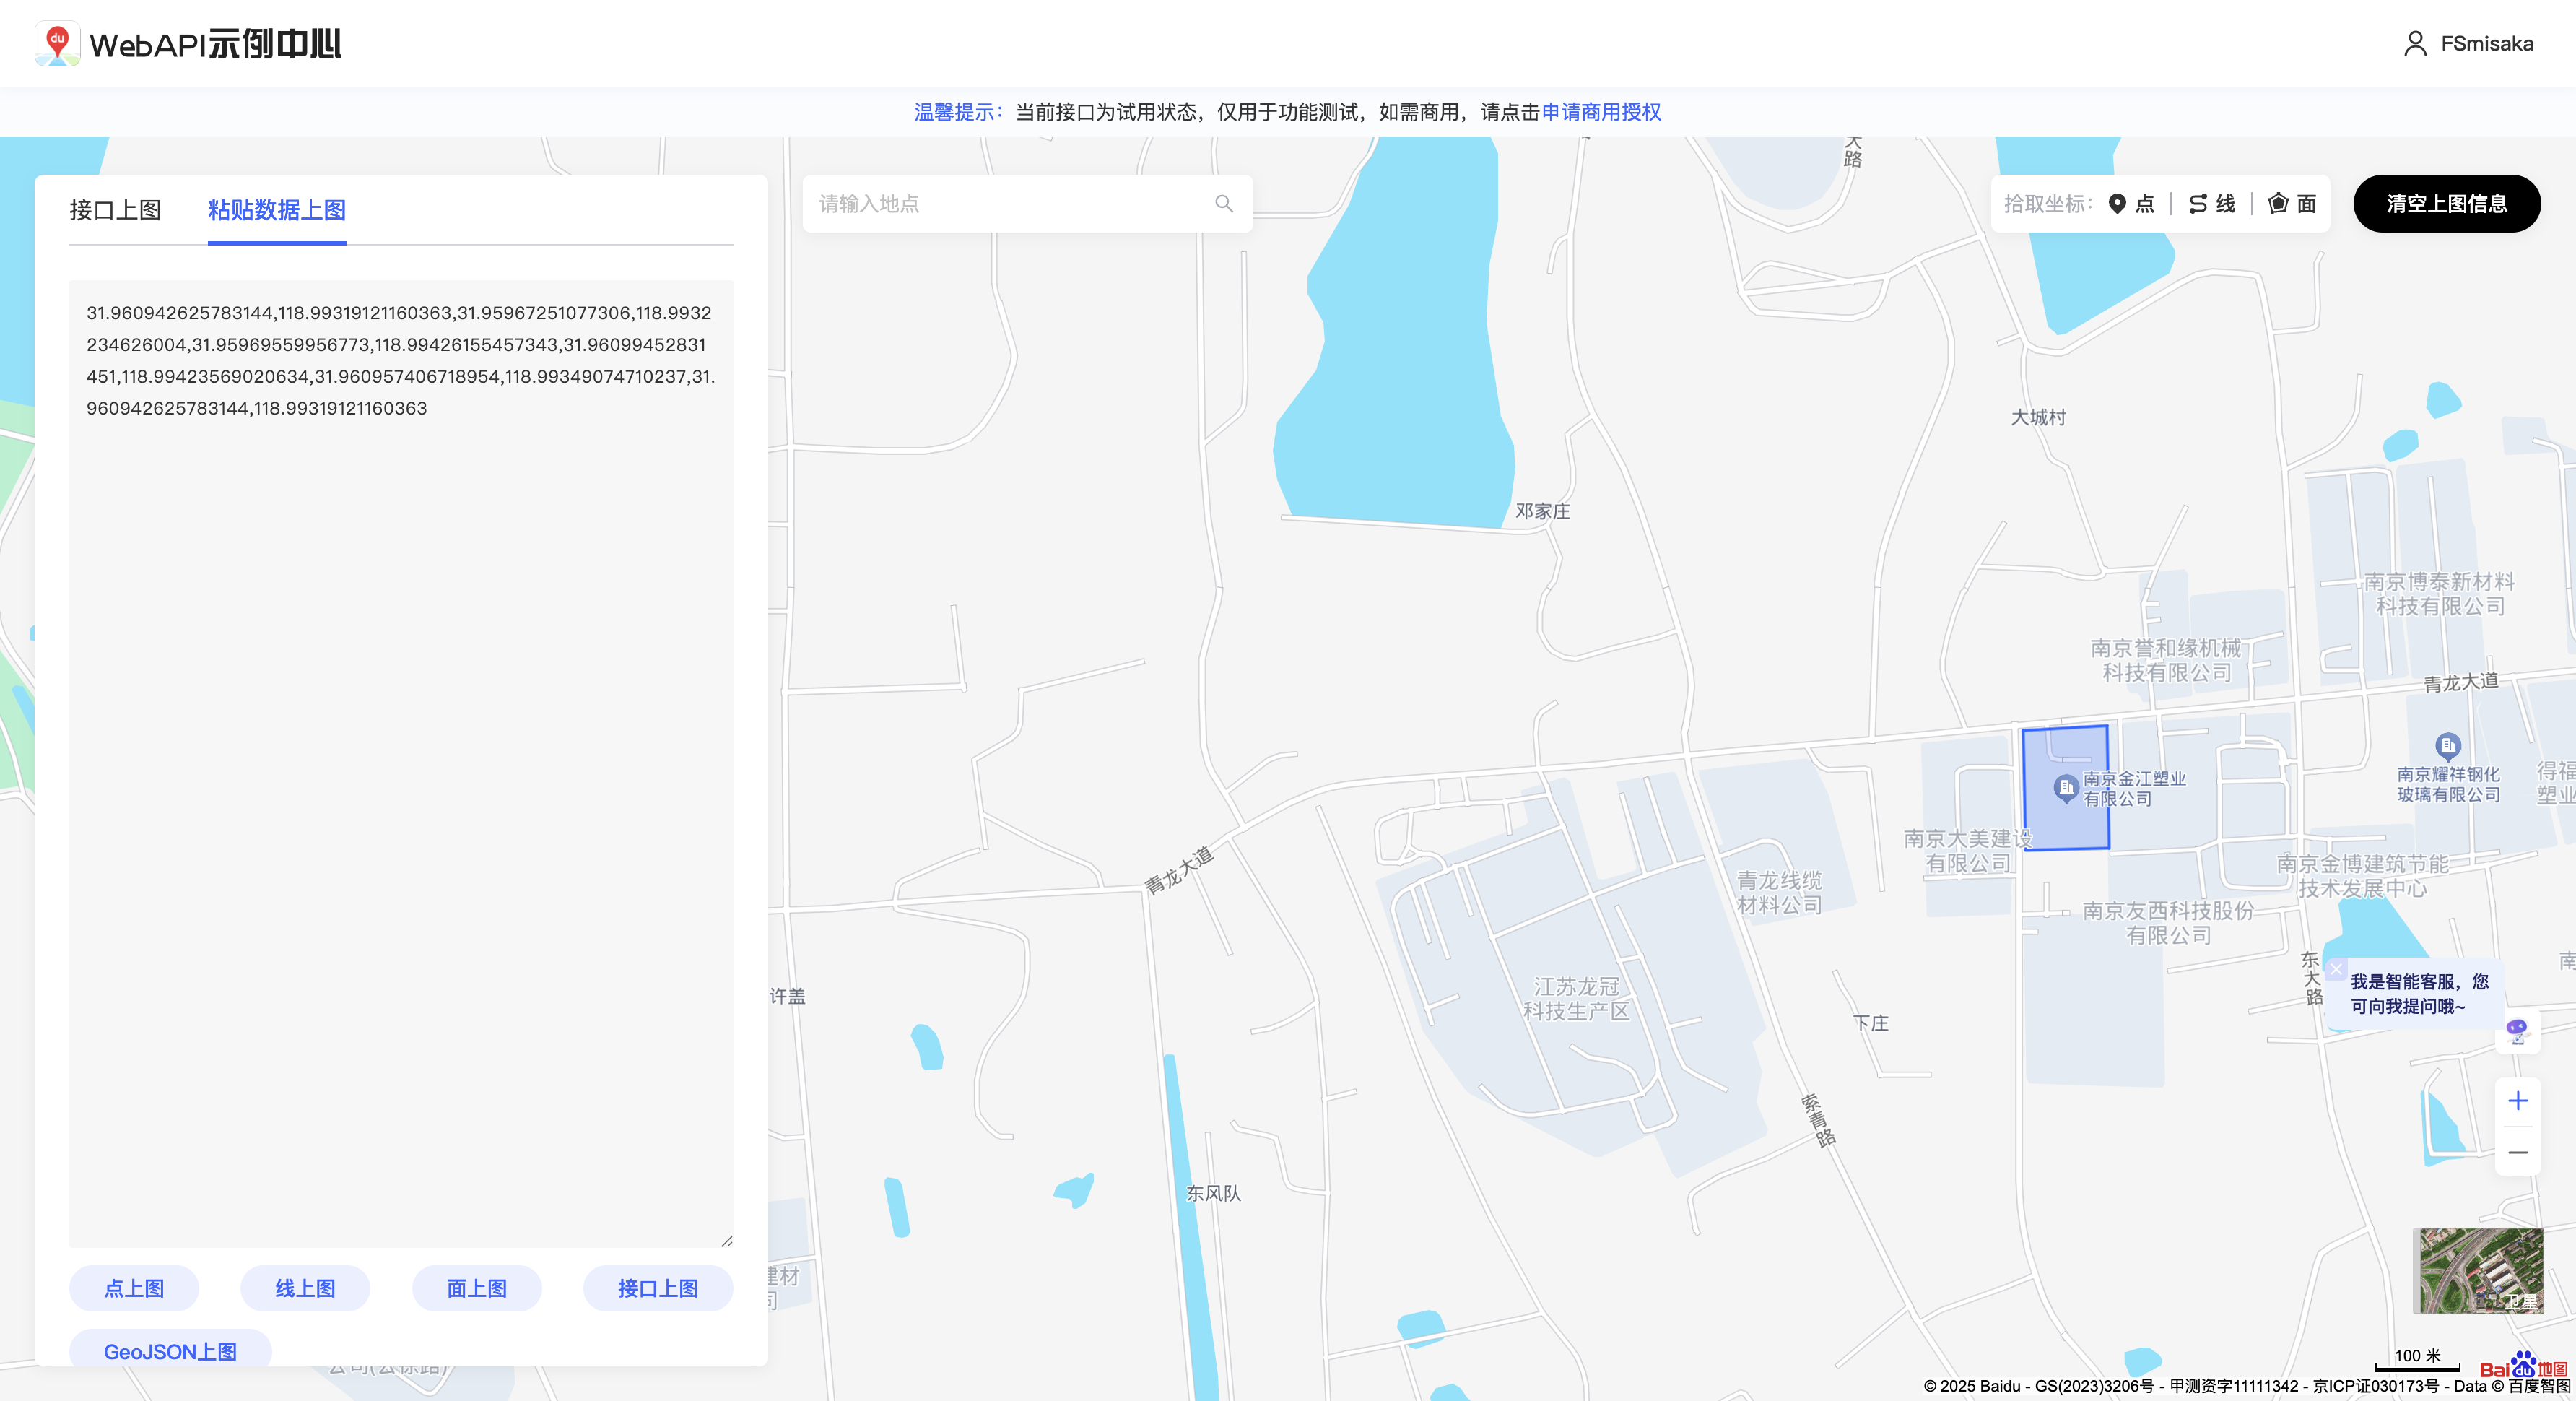 du WebAPI示例中心
FSmisaka
温馨提示：当前接口为试用状态，仅用于功能测试，如需商用，请点击申请商用授权
接口上图
粘贴数据上图
31.960942625783144,118.99319121160363,31.95967251077306,118.9932
234626004,31.95969559956773,118.99426155457343,31.96099452831
451,118.99423569020634,31.960957406718954,118.99349074710237,31.
960942625783144,118.99319121160363
点上图
线上图
面上图
接口上图
GeoJSON上图
请输入地点
拾取坐标：
点
线
面
清空上图信息
大路
大城村
邓家庄
南京博泰新材料
科技有限公司
南京誉和缘机械
科技有限公司
青龙大道
南京金江塑业
有限公司
南京耀祥钢化
玻璃有限公司
得福
塑业
南京大美建设
有限公司
南京金博建筑节能
技术发展中心
青龙大道
青龙线缆
材料公司
南京友西科技股份
有限公司
东大路
南
我是智能客服，您
可向我提问哦~
江苏龙冠
科技生产区
许盖
下庄
索青路
东风队
建材
司
卫星
100 米
Bai du 地图
© 2025 Baidu - GS(2023)3206号 - 甲测资字11111342 - 京ICP证030173号 - Data © 百度智图